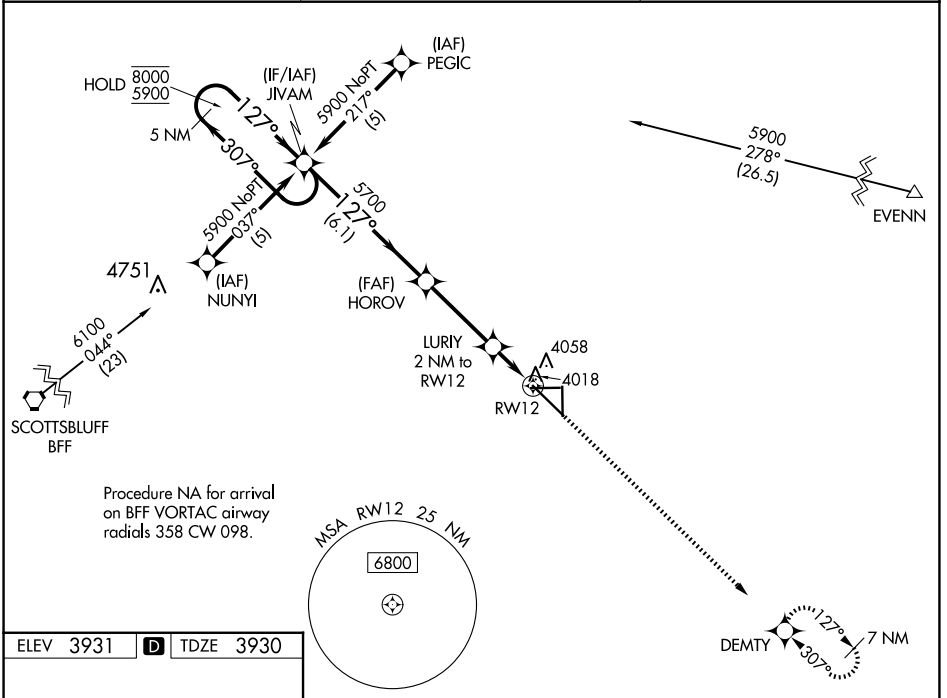 (IAF)
PEGIC
HOLD 8000
5900
(IF/IAF)
JIVAM
5900 NoPT
217°
(5)
127°
5 NM
307°
5900
278°
(26.5)
EVENN
5900 NoPT
037°
(5)
5700
127°
(6.1)
4751
(IAF)
NUNYI
(FAF)
HOROV
6100
044°
(23)
LURIY
2 NM to
RW12
4058
4018
RW12
SCOTTSBLUFF
BFF
Procedure NA for arrival
on BFF VORTAC airway
radials 358 CW 098.
MSA RW12 25 NM
6800
DEMTY
127°
307°
7 NM
ELEV 3931 D TDZE 3930